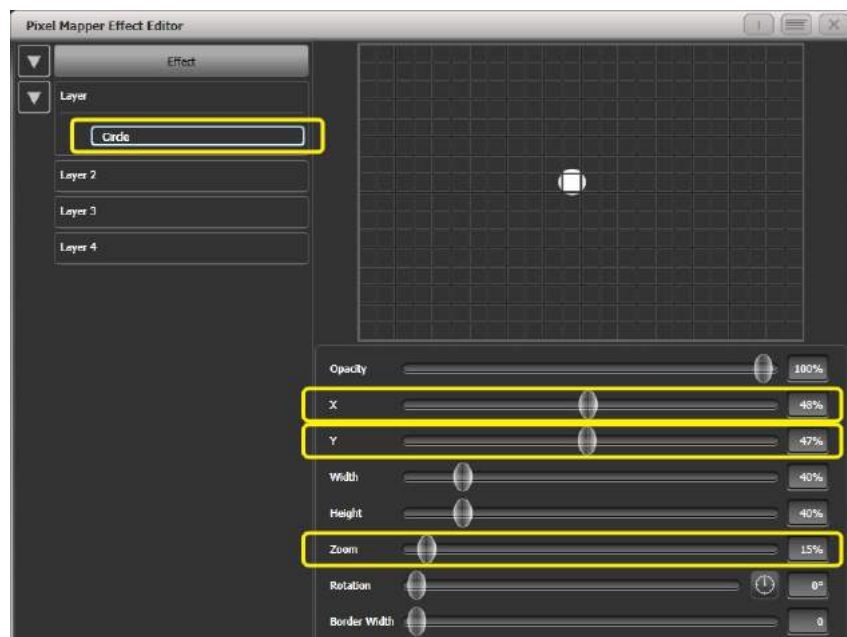 Pixel Mapper Effect Editor
Effect
Layer
Circle
Layer 2
Layer 3
Layer 4
Opacity 100%
X 48%
Y 47%
Width 40%
Height 40%
Zoom 15%
Rotation 0°
Border Width 0